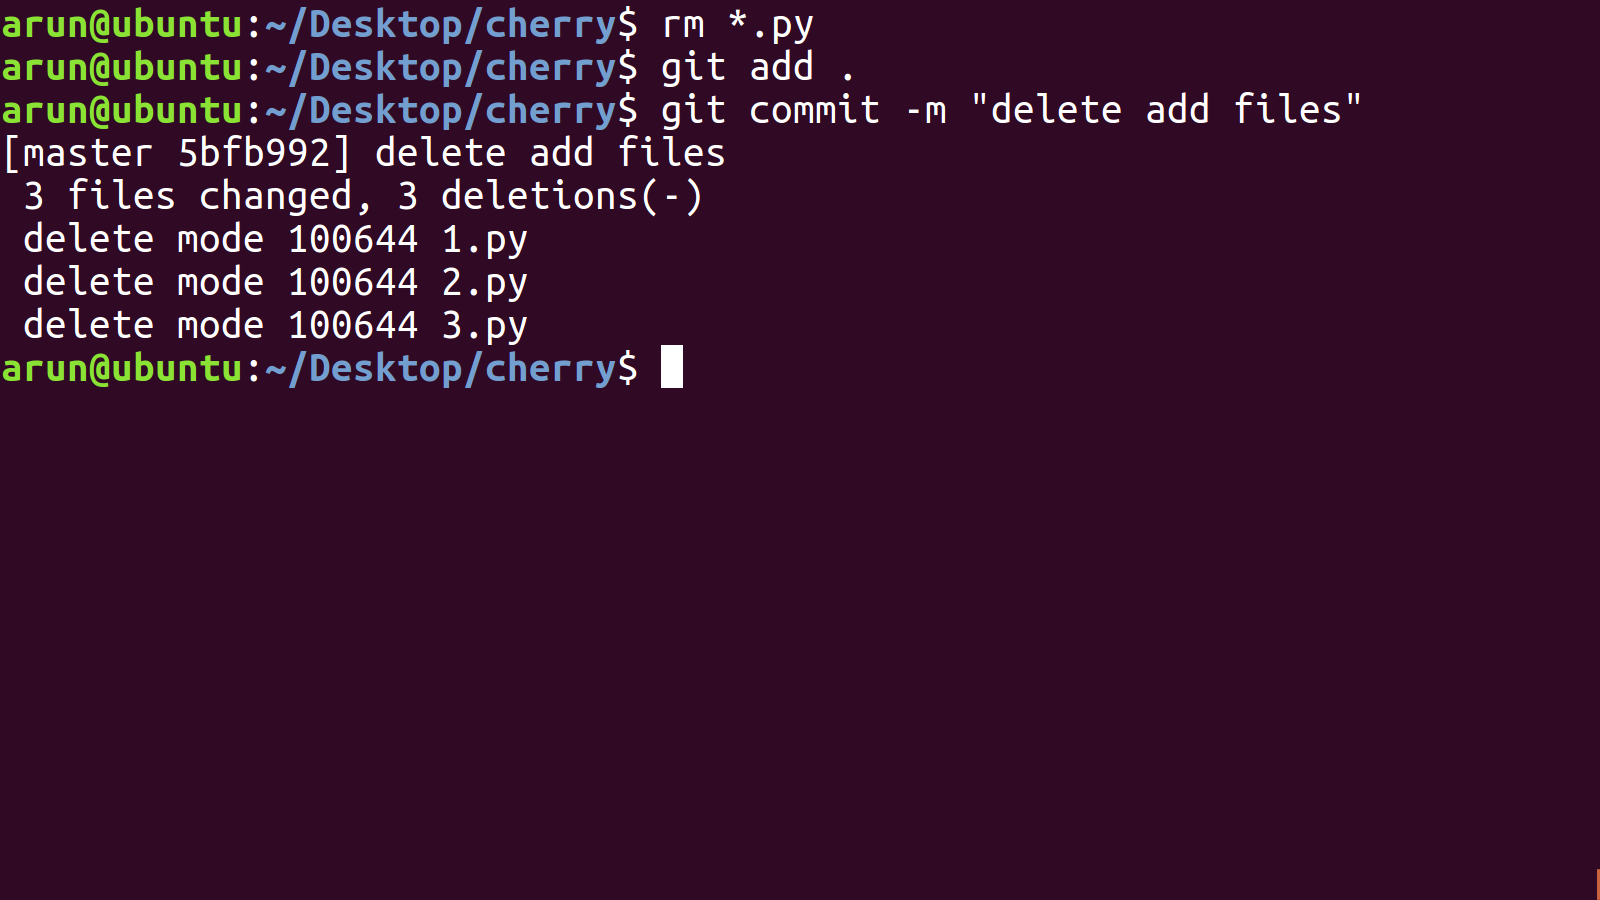 arun@ubuntu:~/Desktop/cherry$ rm *.py
arun@ubuntu:~/Desktop/cherry$ git add .
arun@ubuntu:~/Desktop/cherry$ git commit -m "delete add files"
[master 5bfb992] delete add files
 3 files changed, 3 deletions(-)
 delete mode 100644 1.py
 delete mode 100644 2.py
 delete mode 100644 3.py
arun@ubuntu:~/Desktop/cherry$